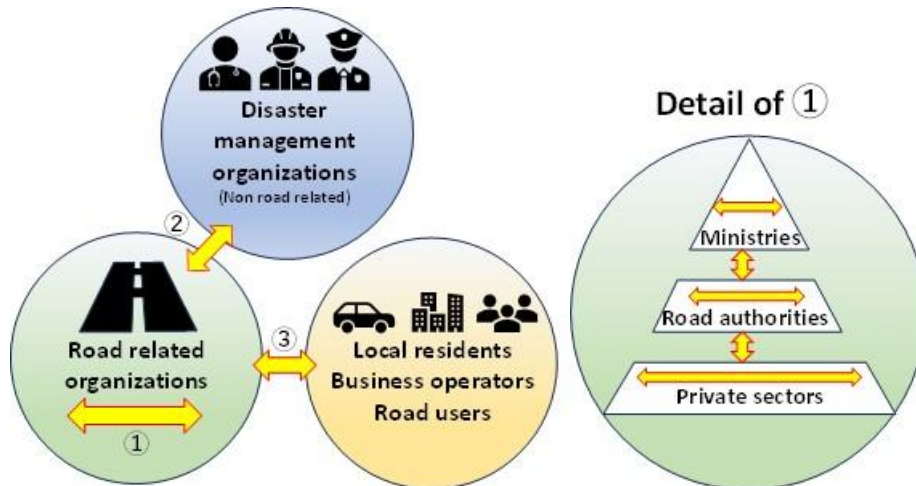 Disaster
management
organizations
(Non road related)
②
Road related
organizations
①
③
Local residents
Business operators
Road users
Detail of ①
Ministries
Road authorities
Private sectors